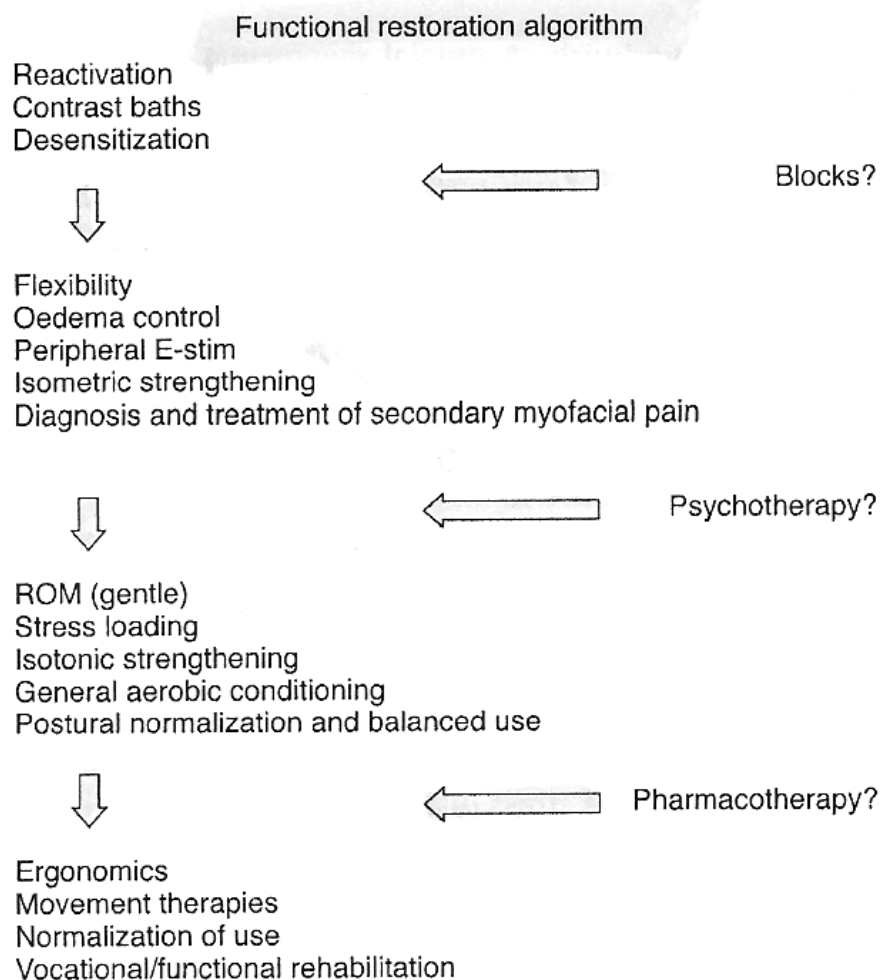 Functional restoration algorithm
Reactivation
Contrast baths
Desensitization
Blocks?
Flexibility
Oedema control
Peripheral E-stim
Isometric strengthening
Diagnosis and treatment of secondary myofacial pain
Psychotherapy?
ROM (gentle)
Stress loading
Isotonic strengthening
General aerobic conditioning
Postural normalization and balanced use
Pharmacotherapy?
Ergonomics
Movement therapies
Normalization of use
Vocational/functional rehabilitation